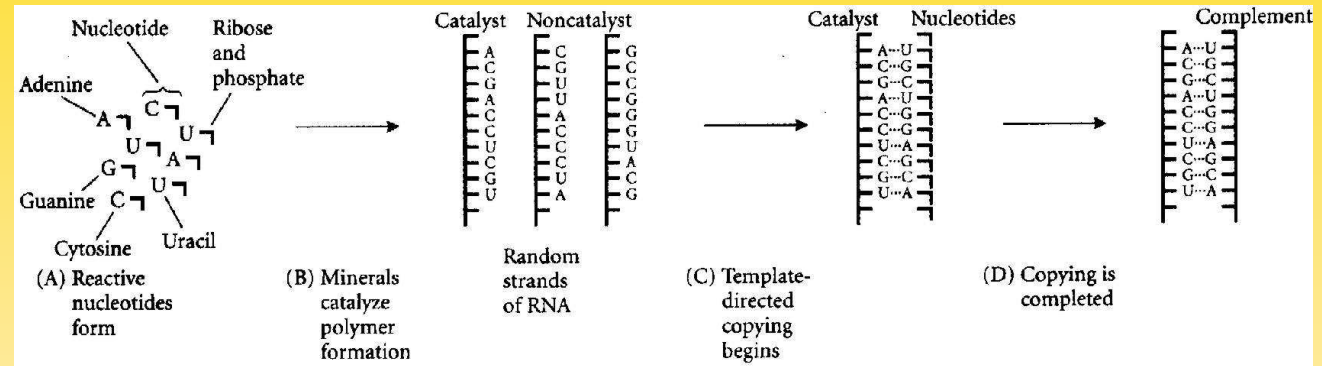 Nucleotide
Ribose
and
phosphate
Adenine
C
A
U
U
A
G
U
C
Guanine
Cytosine
Uracil
(A) Reactive
nucleotides
form
(B) Minerals
catalyze
polymer
formation
Catalyst Noncatalyst
A C G
C G C
G U C
A U G
C A G
C C G
U C U
C C A
G U C
U A G
Random
strands
of RNA
(C) Template-
directed
copying
begins
Catalyst Nucleotides
A···U
C···G
G···C
A···U
C···G
C···G
U···A
C···G
G···C
U···A
(D) Copying is
completed
Complement
A···U
C···G
G···C
A···U
C···G
C···G
U···A
C···G
G···C
U···A